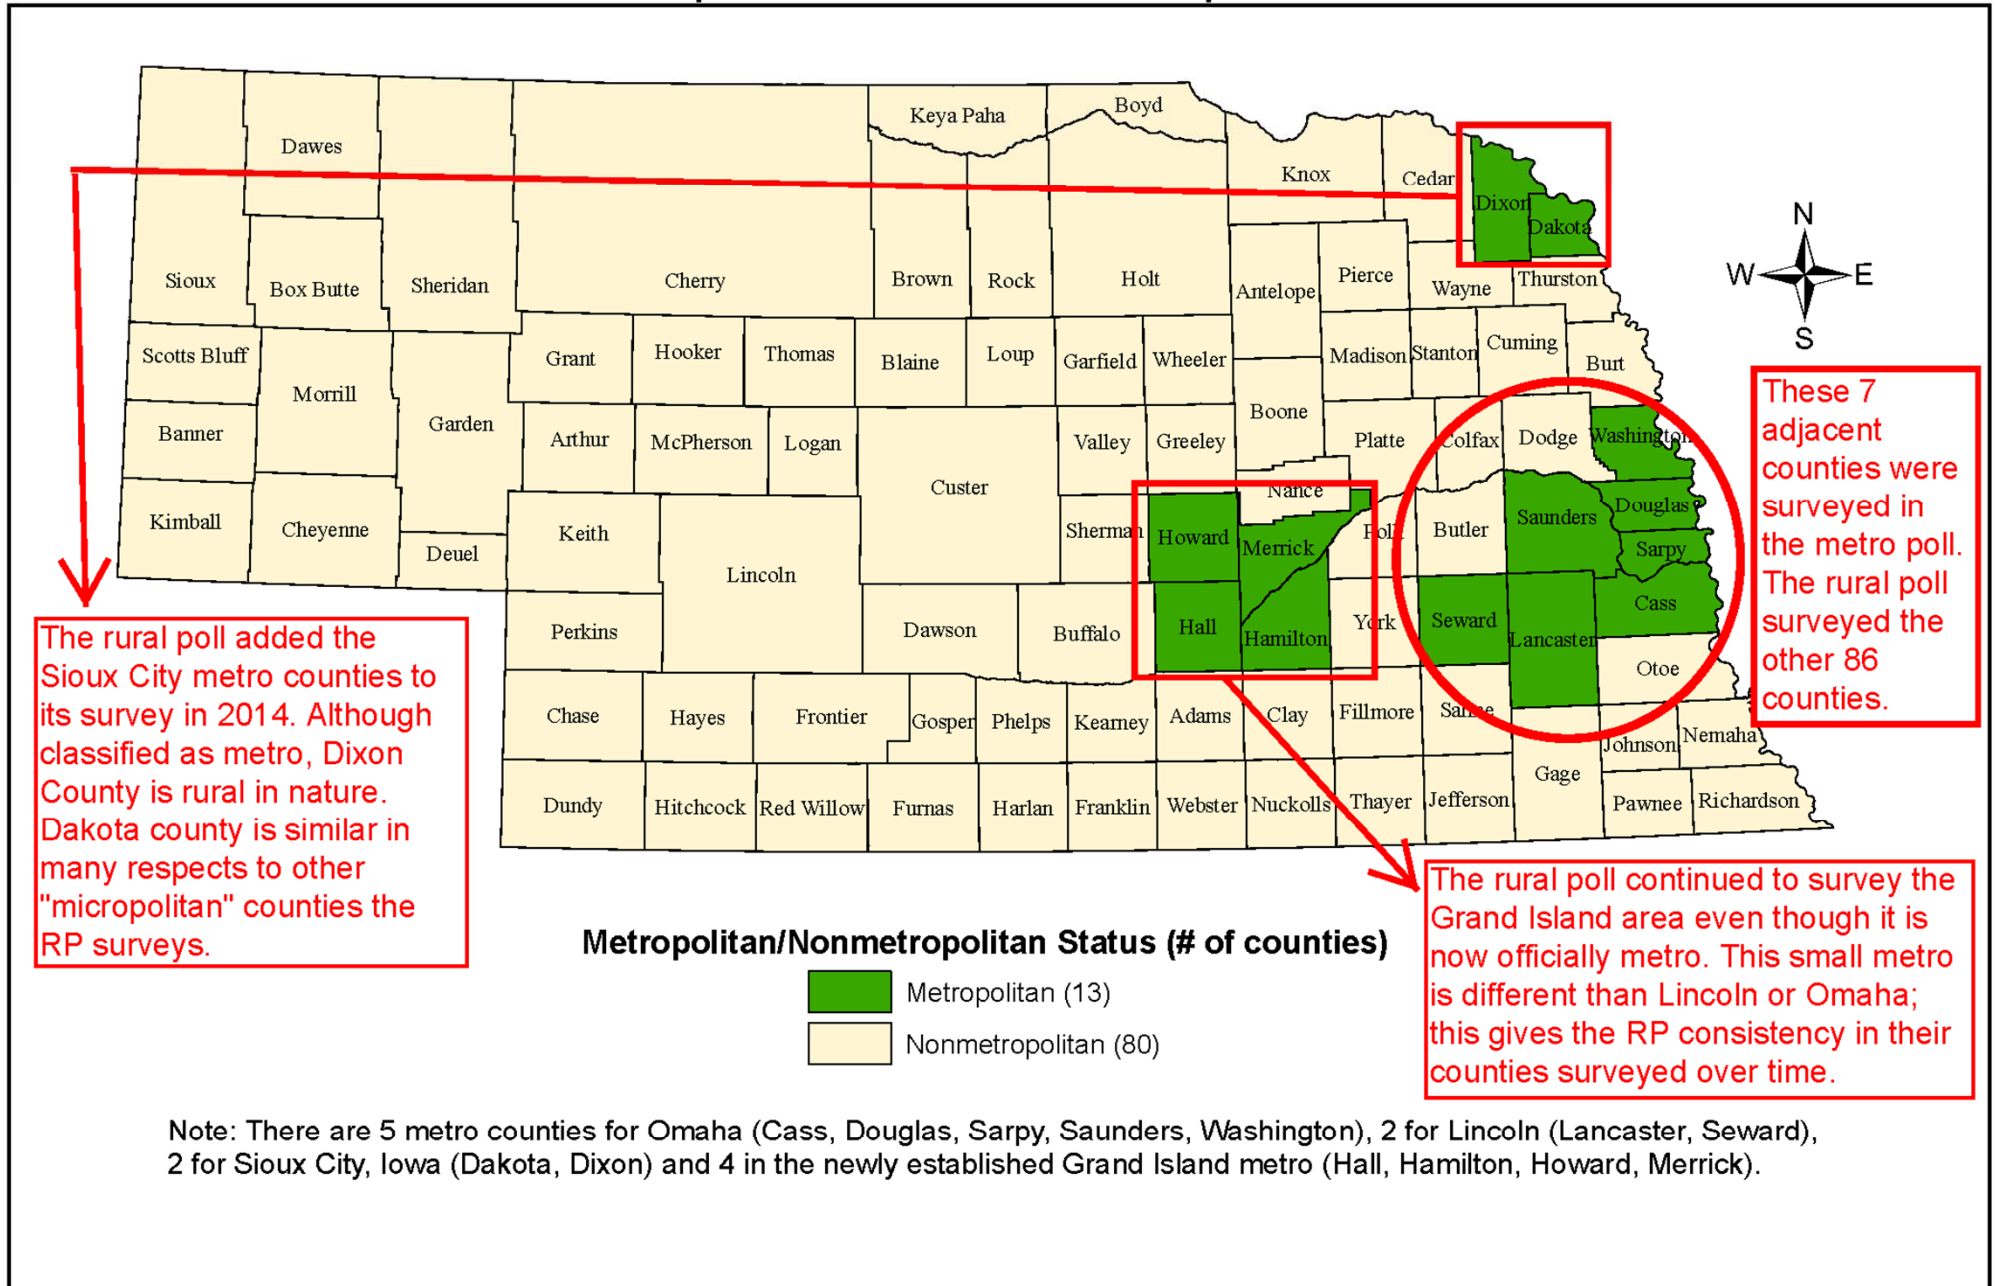 Keya Paha
Boyd
Dawes
Knox
Cedar
Dixon
Dakota
N
W
E
S
Sioux
Box Butte
Sheridan
Cherry
Brown
Rock
Holt
Antelope
Pierce
Wayne
Thurston
Scotts Bluff
Morrill
Garden
Grant
Hooker
Thomas
Blaine
Loup
Garfield
Wheeler
Madison
Stanton
Cuming
Burt
Banner
Arthur
McPherson
Logan
Custer
Valley
Greeley
Boone
Platte
Colfax
Dodge
Washington
Kimball
Cheyenne
Deuel
Keith
Lincoln
Sherman
Howard
Nance
Merrick
Polk
Butler
Saunders
Douglas
Sarpy
Cass
Perkins
Dawson
Buffalo
Hall
Hamilton
York
Seward
Lancaster
Otoe
Chase
Hayes
Frontier
Gosper
Phelps
Kearney
Adams
Clay
Fillmore
Saline
Johnson
Nemaha
Dundy
Hitchcock
Red Willow
Furnas
Harlan
Franklin
Webster
Nuckolls
Thayer
Jefferson
Gage
Pawnee
Richardson
These 7
adjacent
counties were
surveyed in
the metro poll.
The rural poll
surveyed the
other 86
counties.
The rural poll added the
Sioux City metro counties to
its survey in 2014. Although
classified as metro, Dixon
County is rural in nature.
Dakota county is similar in
many respects to other
"micropolitan" counties the
RP surveys.
The rural poll continued to survey the
Grand Island area even though it is
now officially metro. This small metro
is different than Lincoln or Omaha;
this gives the RP consistency in their
counties surveyed over time.
Metropolitan/Nonmetropolitan Status (# of counties)
Metropolitan (13)
Nonmetropolitan (80)
Note: There are 5 metro counties for Omaha (Cass, Douglas, Sarpy, Saunders, Washington), 2 for Lincoln (Lancaster, Seward),
2 for Sioux City, Iowa (Dakota, Dixon) and 4 in the newly established Grand Island metro (Hall, Hamilton, Howard, Merrick).